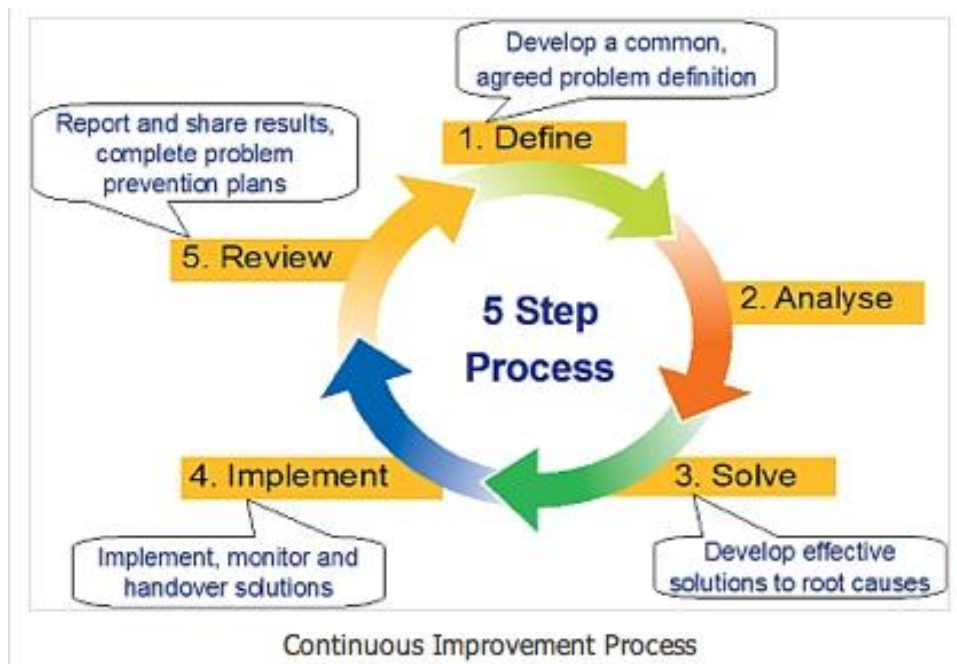 Develop a common,
agreed problem definition
1. Define
Report and share results,
complete problem
prevention plans
5. Review
2. Analyse
5 Step
Process
4. Implement
3. Solve
Implement, monitor and
handover solutions
Develop effective
solutions to root causes
Continuous Improvement Process